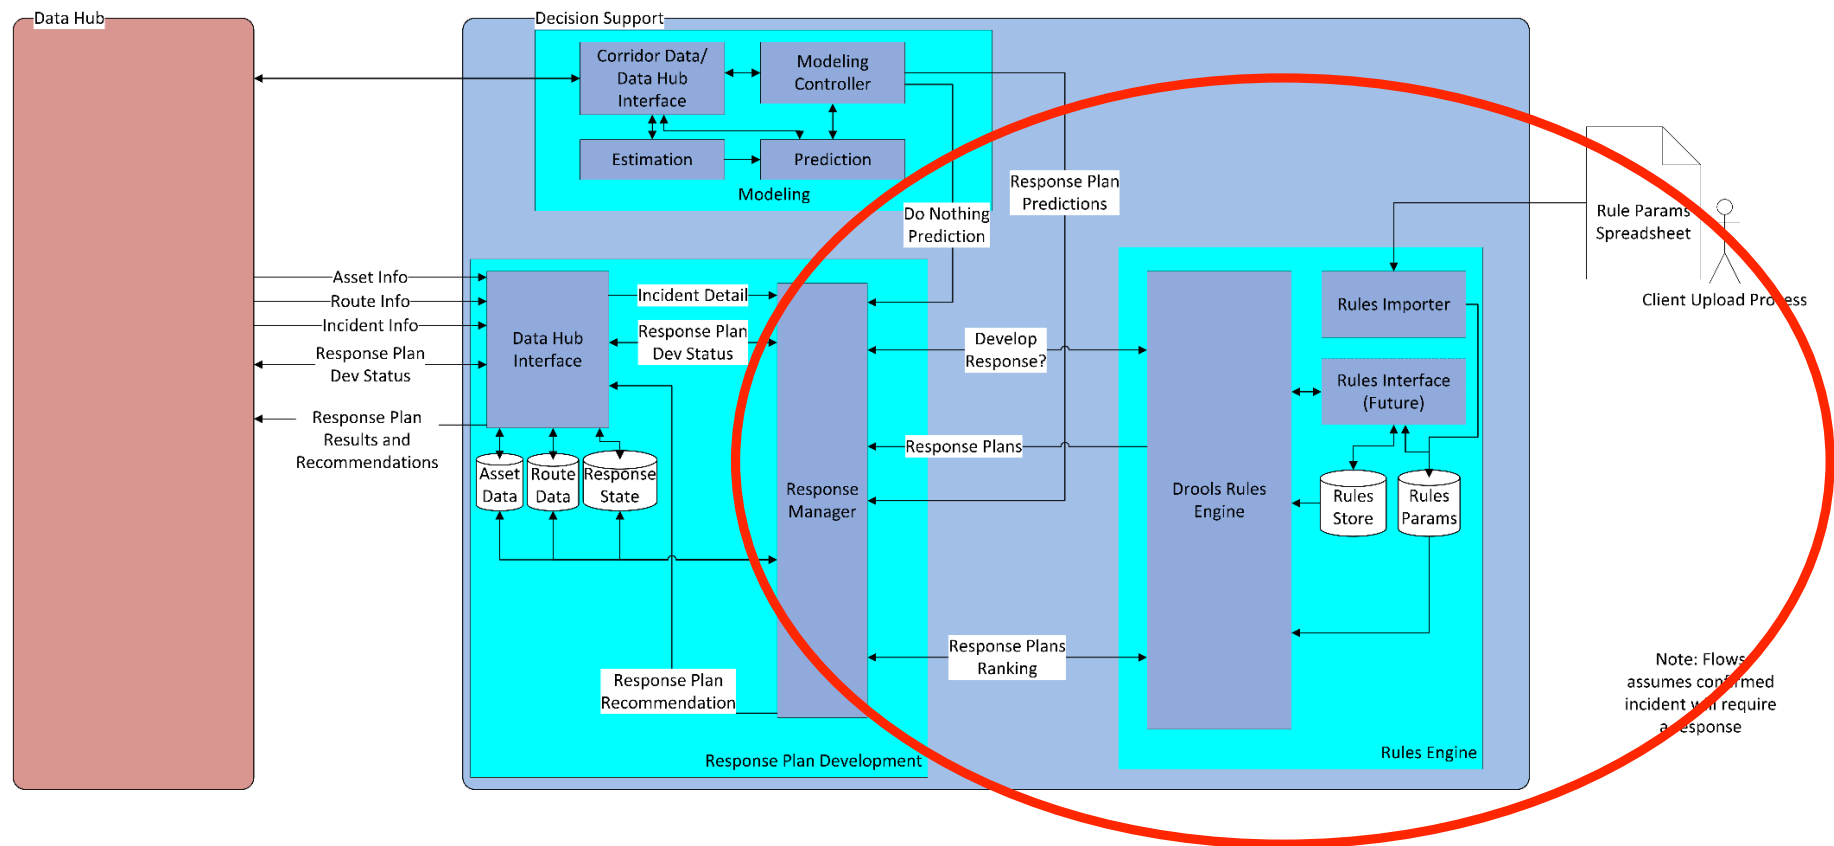 Data Hub
Decision Support
Corridor Data/
Data Hub
Interface
Modeling
Controller
Estimation
Prediction
Modeling
Response Plan
Predictions
Do Nothing
Prediction
Rule Params
Spreadsheet
Client Upload Process
Asset Info
Route Info
Incident Info
Response Plan
Dev Status
Response Plan
Results and
Recommendations
Data Hub
Interface
Incident Detail
Response Plan
Dev Status
Asset
Data
Route
Data
Response
State
Response
Manager
Response Plan
Recommendation
Response Plan Development
Develop
Response?
Response Plans
Response Plans
Ranking
Drools Rules
Engine
Rules Importer
Rules Interface
(Future)
Rules
Store
Rules
Params
Rules Engine
Note: Flows
assumes confirmed
incident will require
a response